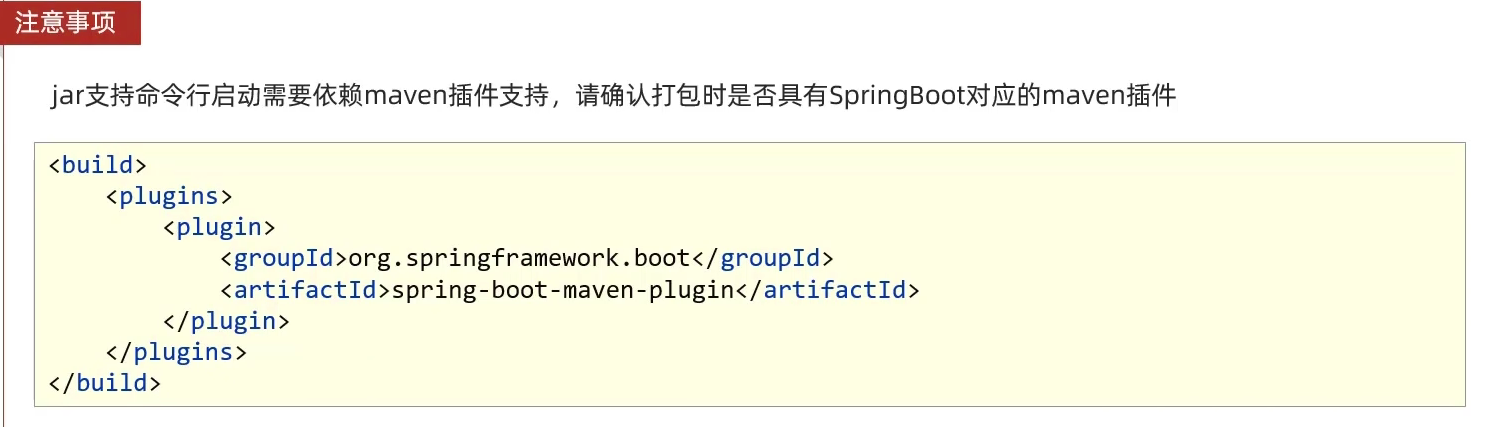 注意事项
jar支持命令行启动需要依赖maven插件支持，请确认打包时是否具有SpringBoot对应的maven插件
<build>
    <plugins>
        <plugin>
            <groupId>org.springframework.boot</groupId>
            <artifactId>spring-boot-maven-plugin</artifactId>
        </plugin>
    </plugins>
</build>